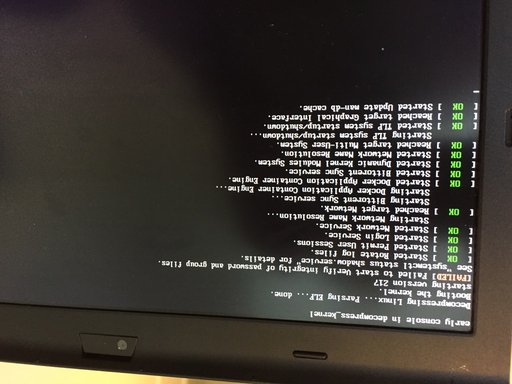 early console in decompress_kernel
Decompressing Linux... Parsing ELF... done.
Booting the kernel.
starting version 217
[FAILED] Failed to start Verify integrity of password and group files.
See "systemctl status shadow.service" for details.
[ OK ] Started Rotate log files.
[ OK ] Started Permit User Sessions.
[ OK ] Started Login Service.
Starting Network Name Resolution...
[ OK ] Reached target Network.
Starting Bittorrent Sync service...
Starting Docker Application Container Engine...
[ OK ] Started Docker Application Container Engine.
[ OK ] Started Bittorrent Sync service.
[ OK ] Started Dynamic Kernel Modules System.
[ OK ] Started Network Name Resolution.
[ OK ] Reached target Multi-User System.
Starting TLP system startup/shutdown...
[ OK ] Started TLP system startup/shutdown.
[ OK ] Reached target Graphical Interface.
[ OK ] Started Update man-db cache.